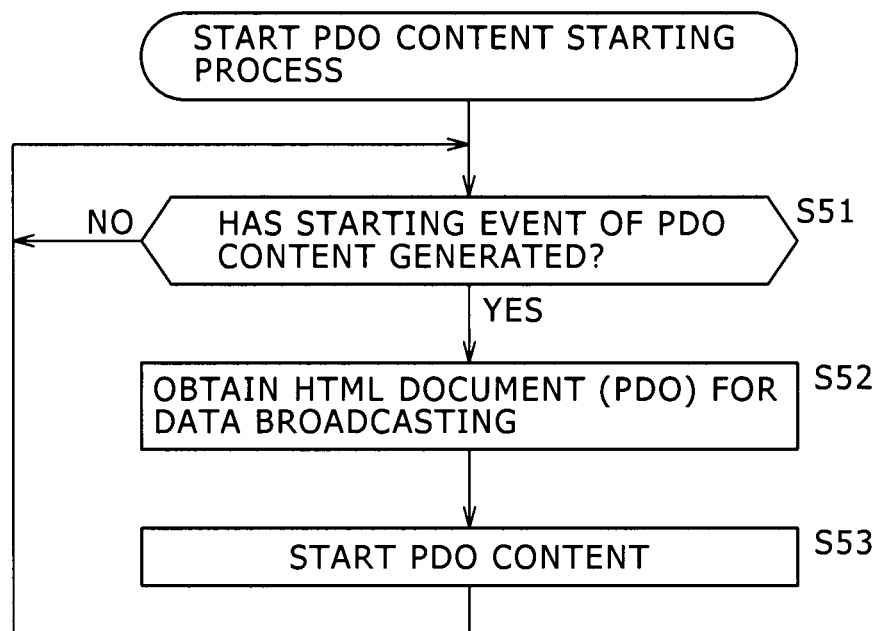 START PDO CONTENT STARTING
PROCESS
NO
HAS STARTING EVENT OF PDO
CONTENT GENERATED?
S51
YES
OBTAIN HTML DOCUMENT (PDO) FOR
DATA BROADCASTING
S52
START PDO CONTENT
S53